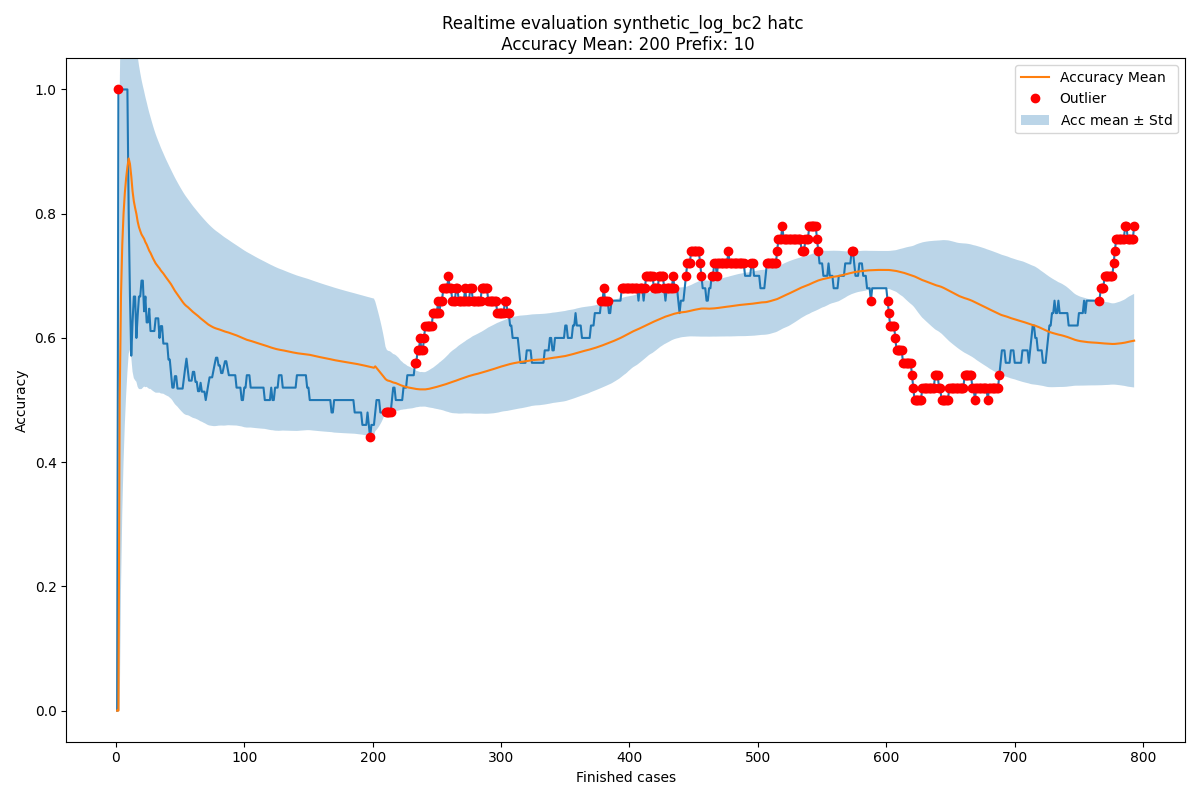 Realtime evaluation synthetic_log_bc2 hatc
Accuracy Mean: 200 Prefix: 10
Accuracy Mean
Outlier
Acc mean ± Std
1.0
0.8
0.6
0.4
0.2
0.0
Accuracy
0 100 200 300 400 500 600 700 800
Finished cases